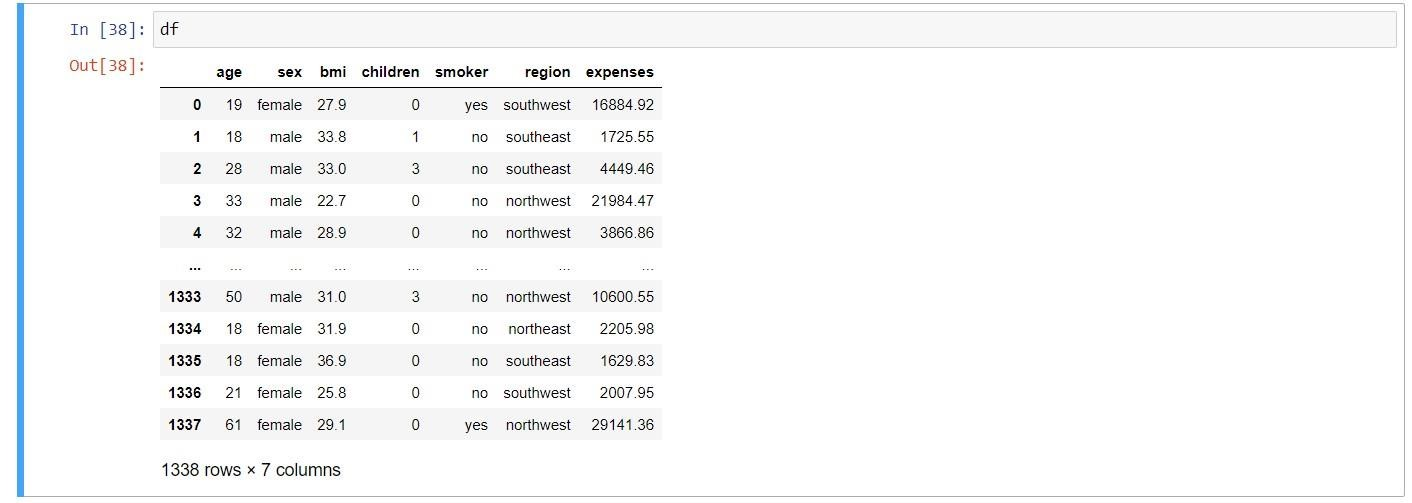 In [38]: df
Out[38]:
age sex bmi children smoker region expenses
0 19 female 27.9 0 yes southwest 16884.92
1 18 male 33.8 1 no southeast 1725.55
2 28 male 33.0 3 no southeast 4449.46
3 33 male 22.7 0 no northwest 21984.47
4 32 male 28.9 0 no northwest 3866.86
... ... ... ... ... ... ... ...
1333 50 male 31.0 3 no northwest 10600.55
1334 18 female 31.9 0 no northeast 2205.98
1335 18 female 36.9 0 no southeast 1629.83
1336 21 female 25.8 0 no southwest 2007.95
1337 61 female 29.1 0 yes northwest 29141.36
1338 rows × 7 columns